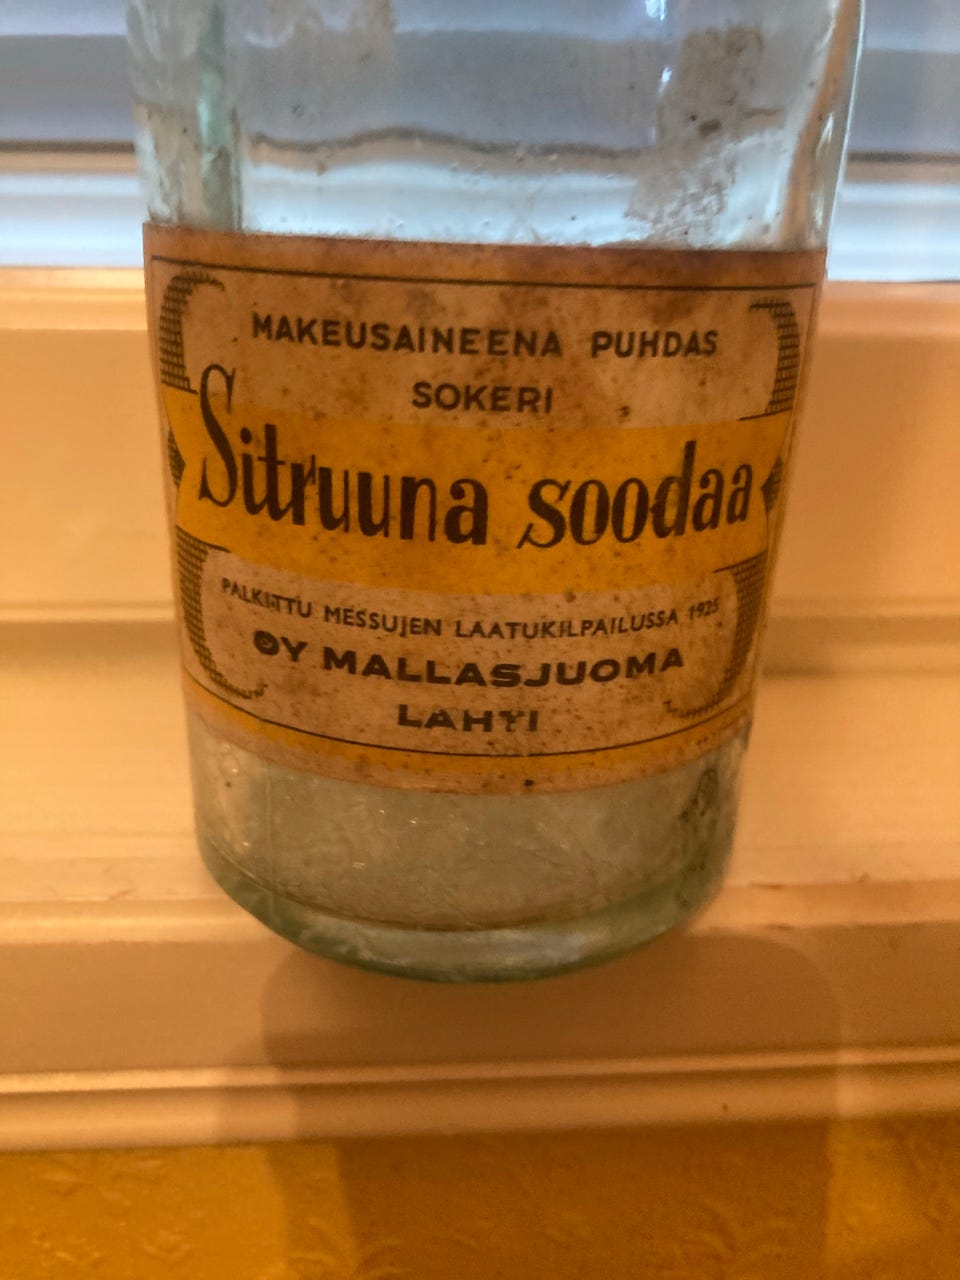 MAKEUSAINEENA PUHDAS
SOKERI
Sitruuna soodaa
PALKITTU MESSUJEN LAATUKILPAILUSSA 1925
OY MALLASJUOMA
LAHTI